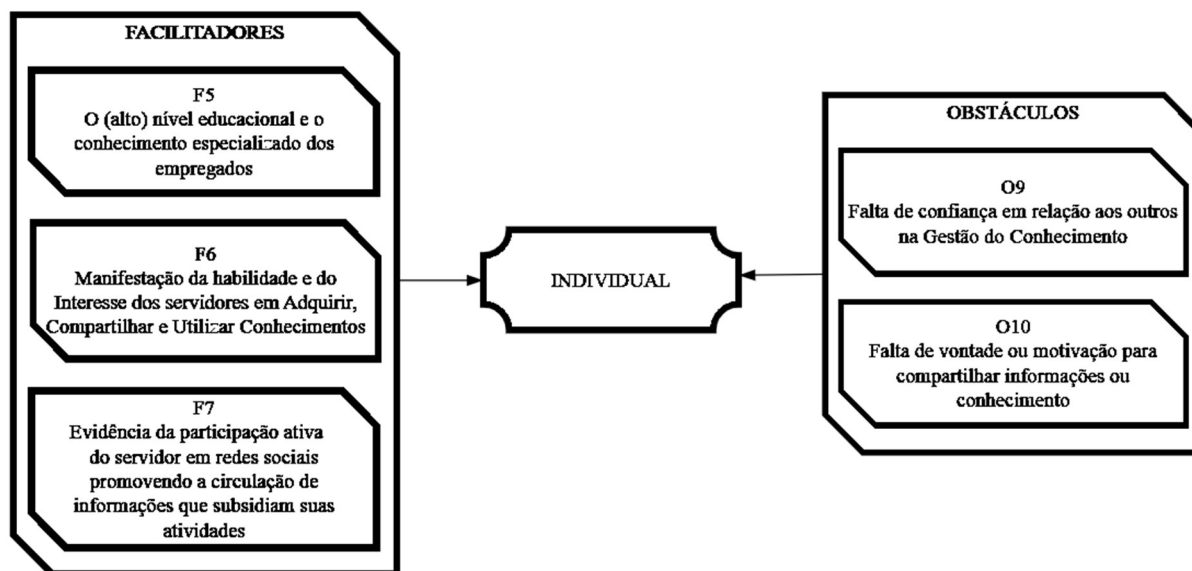 FACILITADORES
F5
O (alto) nível educacional e o
conhecimento especializado dos
empregados
F6
Manifestação da habilidade e do
Interesse dos servidores em Adquirir,
Compartilhar e Utilizar Conhecimentos
F7
Evidência da participação ativa
do servidor em redes sociais
promovendo a circulação de
informações que subsidiam suas
atividades
INDIVIDUAL
OBSTÁCULOS
O9
Falta de confiança em relação aos outros
na Gestão do Conhecimento
O10
Falta de vontade ou motivação para
compartilhar informações ou
conhecimento